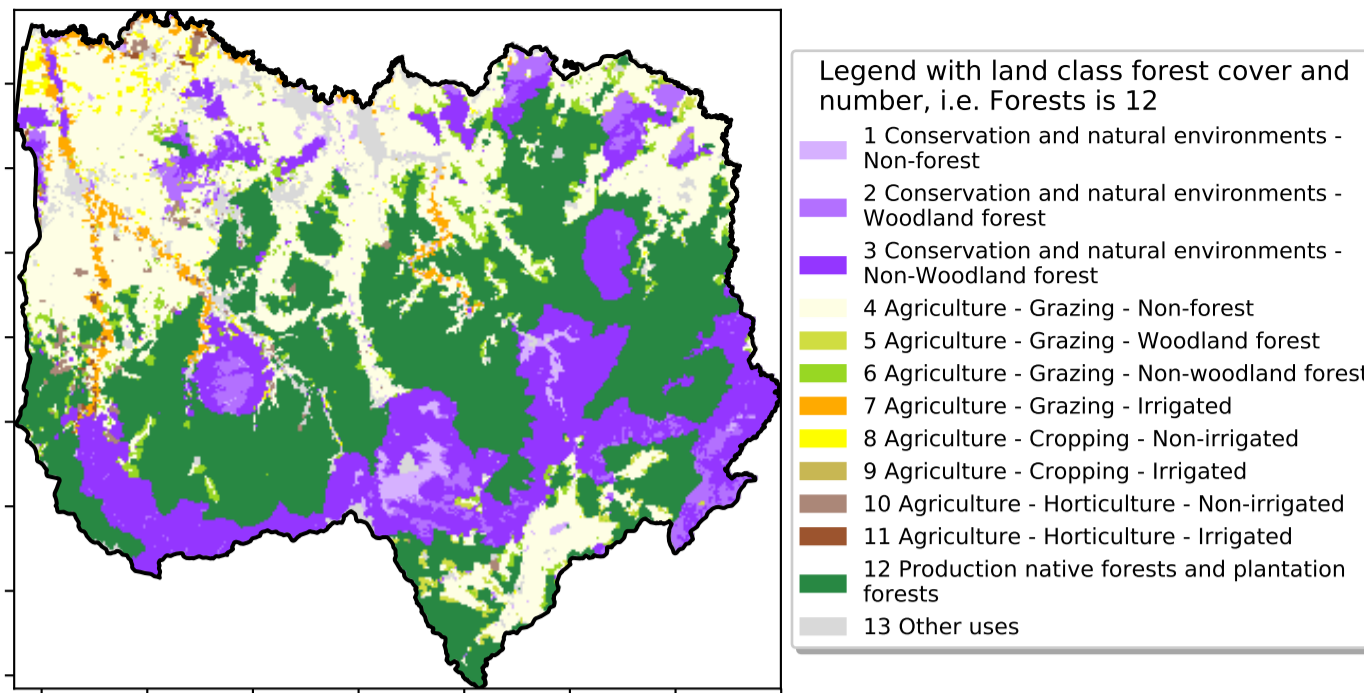 Legend with land class forest cover and
number, i.e. Forests is 12
1 Conservation and natural environments -
Non-forest
2 Conservation and natural environments -
Woodland forest
3 Conservation and natural environments -
Non-Woodland forest
4 Agriculture - Grazing - Non-forest
5 Agriculture - Grazing - Woodland forest
6 Agriculture - Grazing - Non-woodland forest
7 Agriculture - Grazing - Irrigated
8 Agriculture - Cropping - Non-irrigated
9 Agriculture - Cropping - Irrigated
10 Agriculture - Horticulture - Non-irrigated
11 Agriculture - Horticulture - Irrigated
12 Production native forests and plantation
forests
13 Other uses